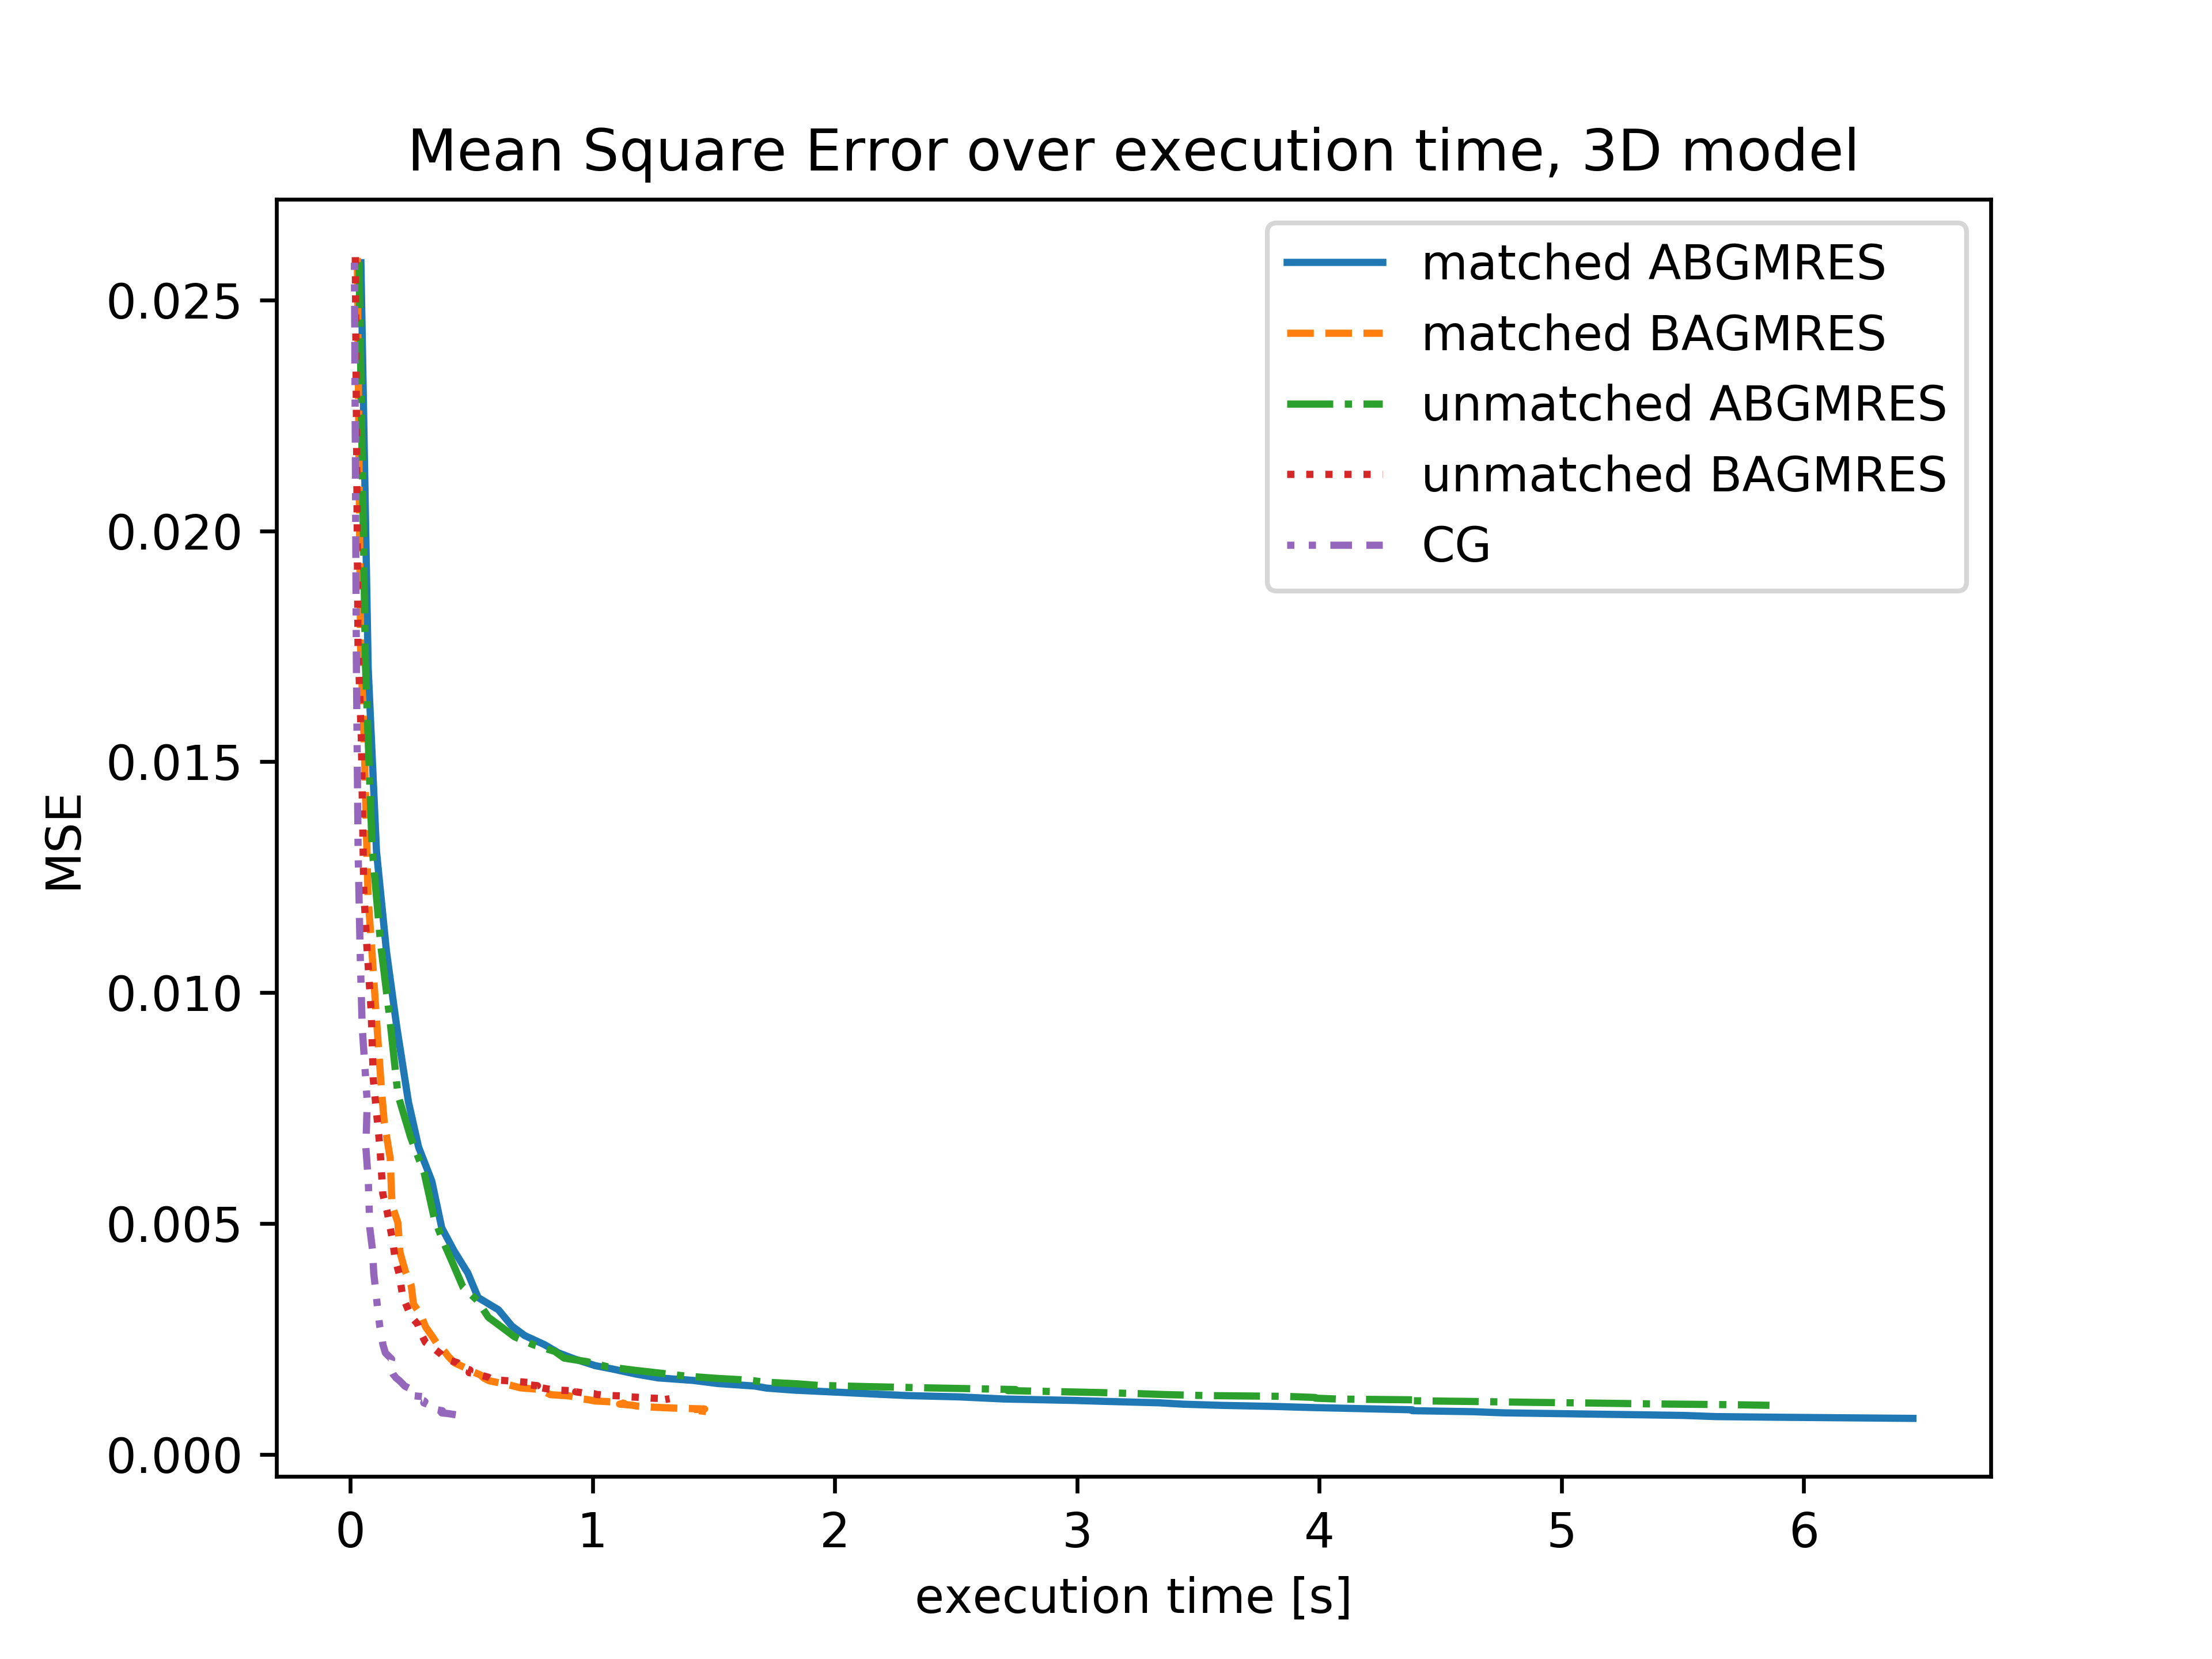 Mean Square Error over execution time, 3D model
matched ABGMRES
matched BAGMRES
unmatched ABGMRES
unmatched BAGMRES
CG
0.025
0.020
0.015
0.010
0.005
0.000
MSE
0 1 2 3 4 5 6
execution time [s]